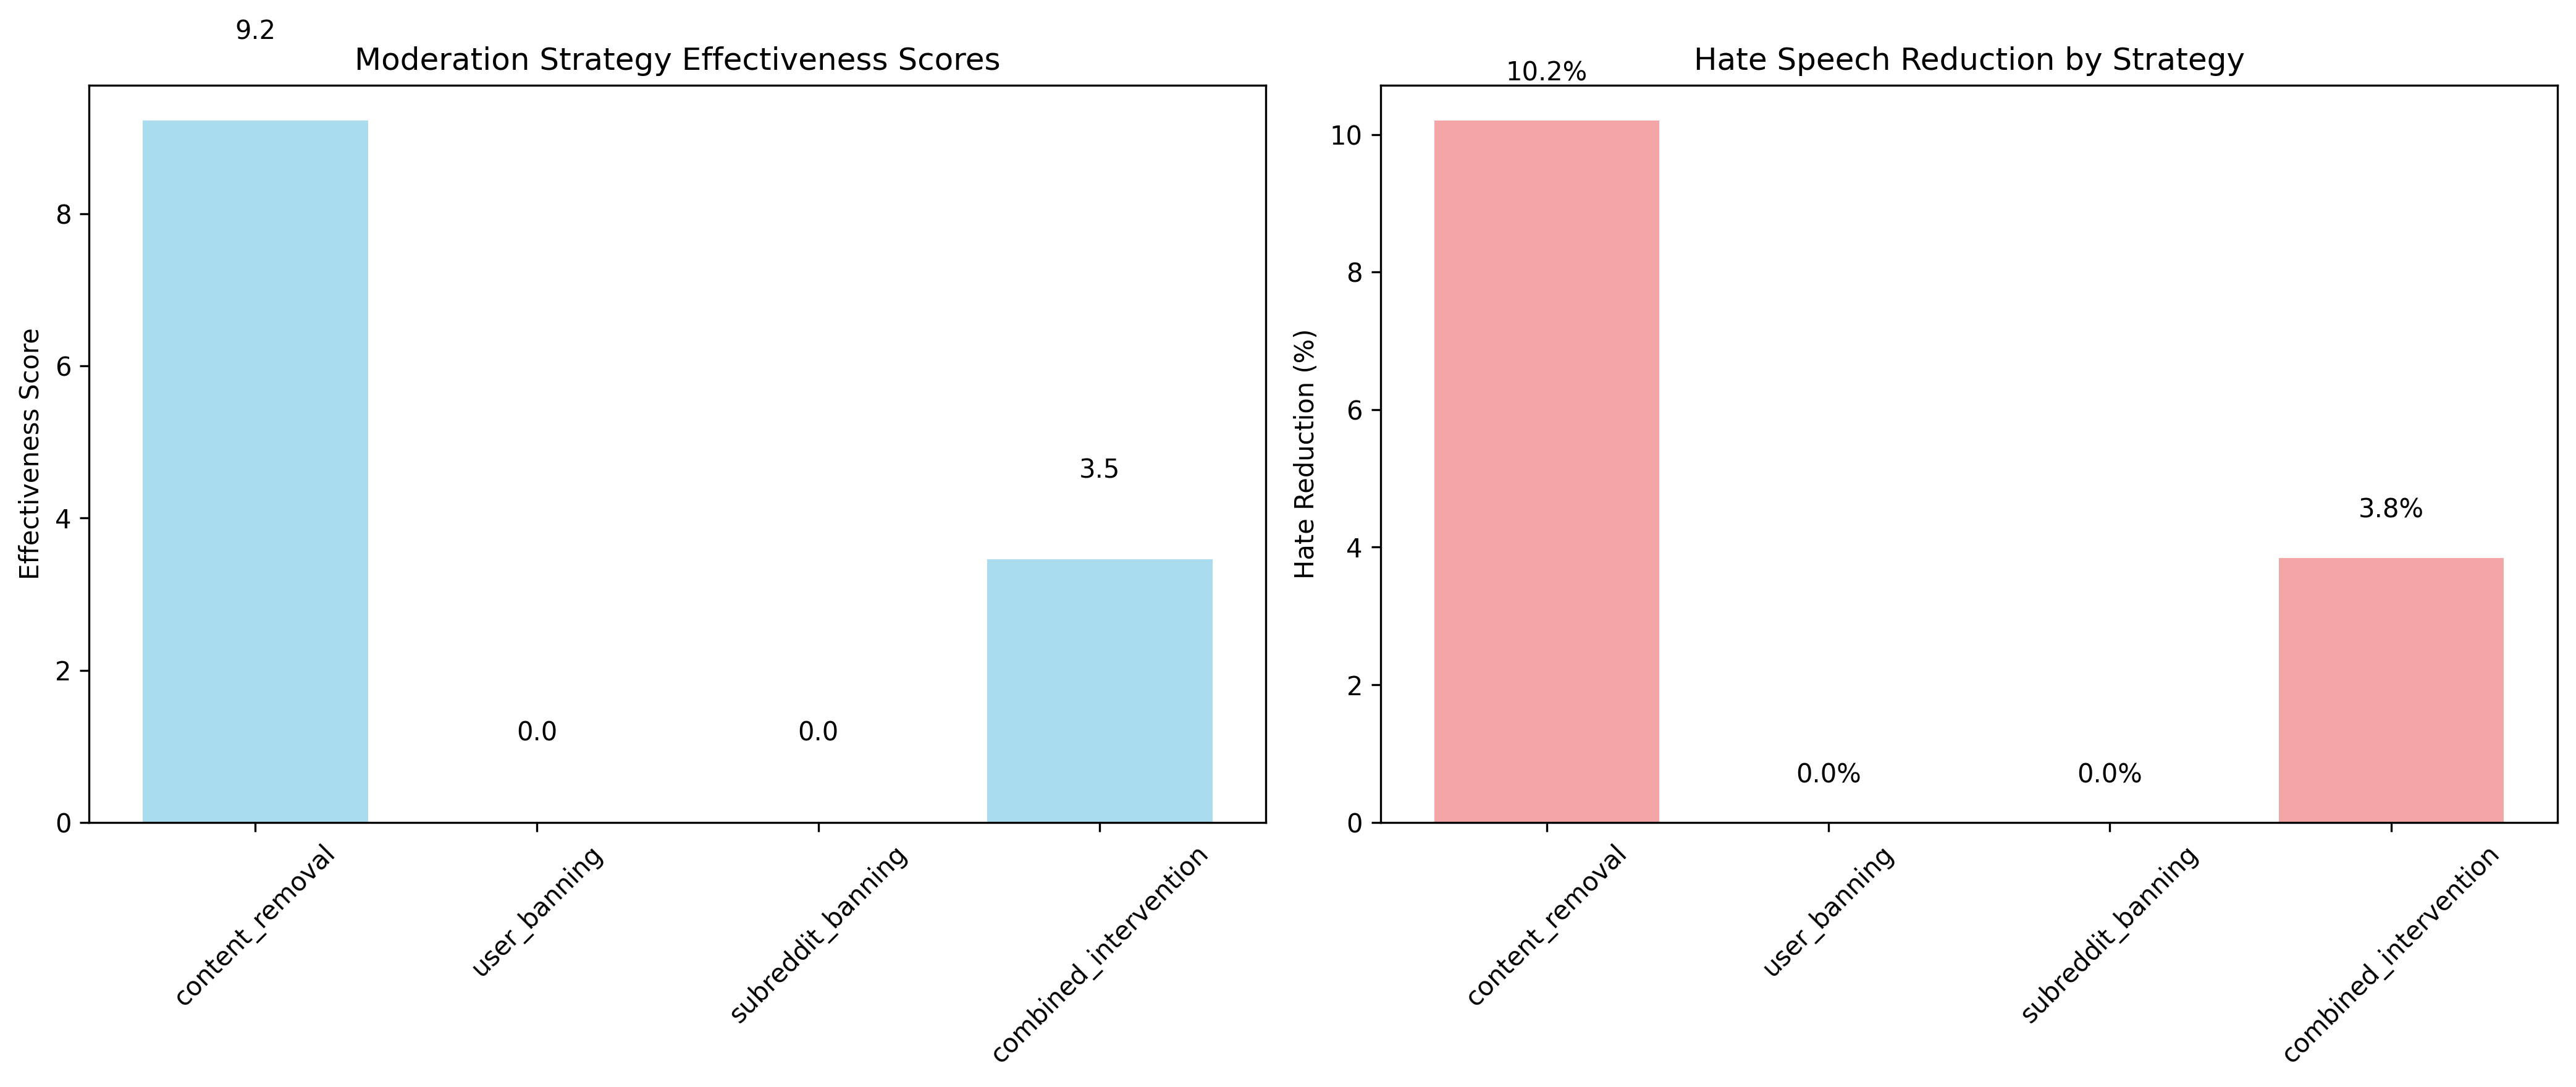 9.2
Moderation Strategy Effectiveness Scores
Effectiveness Score
8
6
4
2
0
0.0
0.0
3.5
content_removal
user_banning
subreddit_banning
combined_intervention
10.2%
Hate Speech Reduction by Strategy
Hate Reduction (%)
10
8
6
4
2
0
0.0%
0.0%
3.8%
content_removal
user_banning
subreddit_banning
combined_intervention